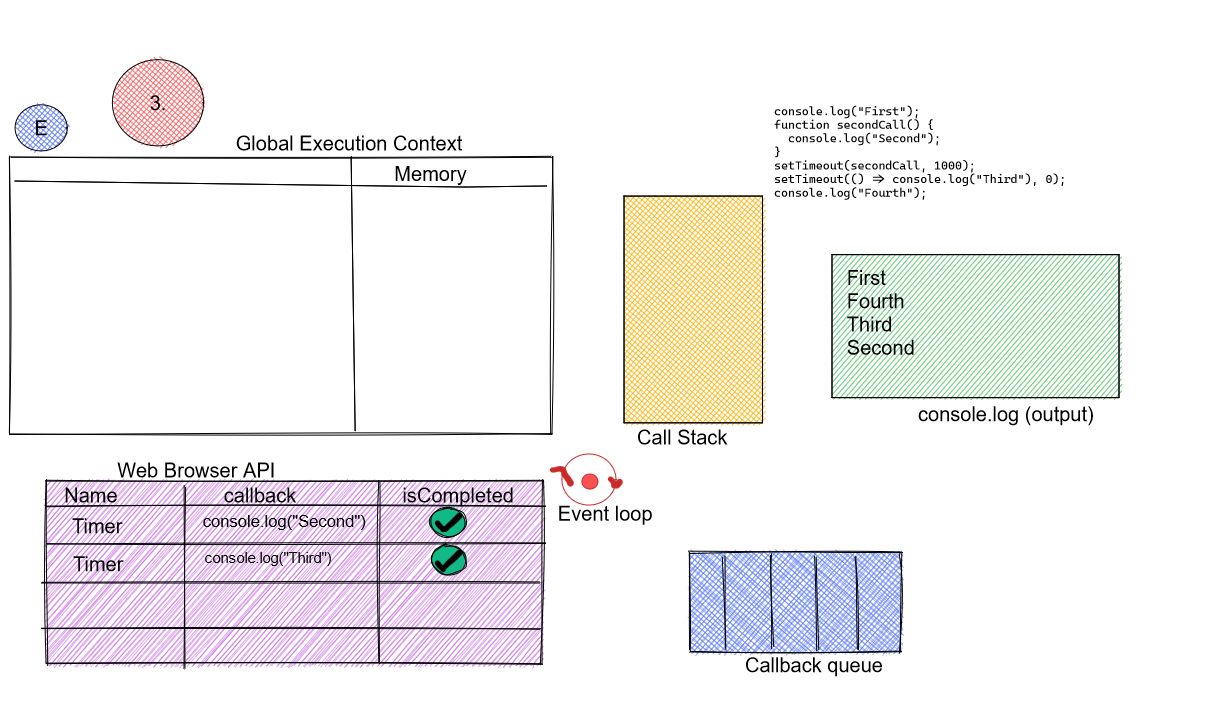 3.
E
Global Execution Context
Memory
console.log("First");
function secondCall() {
  console.log("Second");
}
setTimeout(secondCall, 1000);
setTimeout(() => console.log("Third"), 0);
console.log("Fourth");
First
Fourth
Third
Second
console.log (output)
Call Stack
Web Browser API
Name callback isCompleted
Timer console.log("Second")
Timer console.log("Third")
Event loop
Callback queue